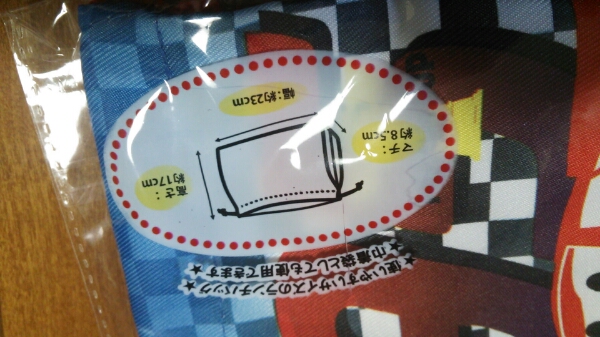 ★使いやすいサイズのランチバッグ★
★巾着袋としても使用できます★
高さ：
約17cm
マチ：
約8.5cm
幅：約23cm